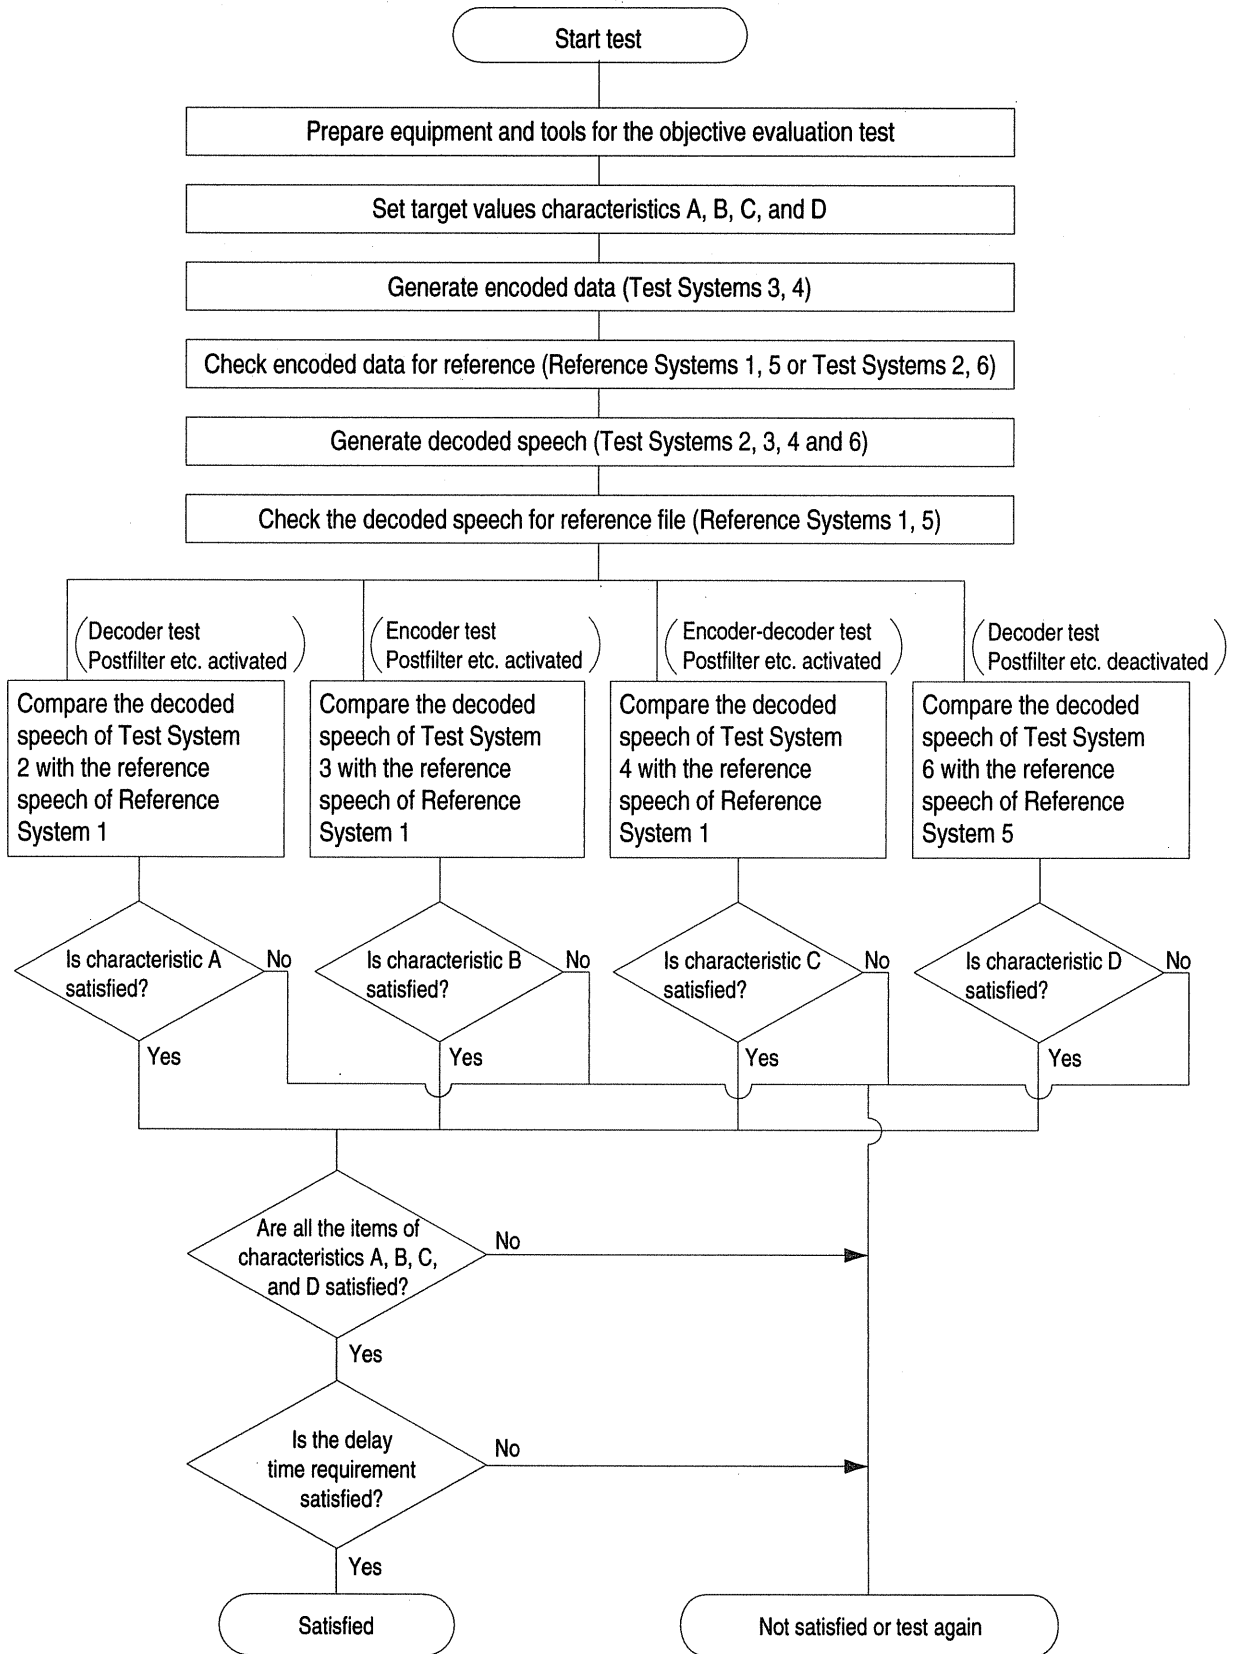 Start test
Prepare equipment and tools for the objective evaluation test
Set target values characteristics A, B, C, and D
Generate encoded data (Test Systems 3, 4)
Check encoded data for reference (Reference Systems 1, 5 or Test Systems 2, 6)
Generate decoded speech (Test Systems 2, 3, 4 and 6)
Check the decoded speech for reference file (Reference Systems 1, 5)
Decoder test
Postfilter etc. activated
Encoder test
Postfilter etc. activated
Encoder-decoder test
Postfilter etc. activated
Decoder test
Postfilter etc. deactivated
Compare the decoded
speech of Test System
2 with the reference
speech of Reference
System 1
Compare the decoded
speech of Test System
3 with the reference
speech of Reference
System 1
Compare the decoded
speech of Test System
4 with the reference
speech of Reference
System 1
Compare the decoded
speech of Test System
6 with the reference
speech of Reference
System 5
Is characteristic A
satisfied?
No
Yes
Is characteristic B
satisfied?
No
Yes
Is characteristic C
satisfied?
No
Yes
Is characteristic D
satisfied?
No
Yes
Are all the items of
characteristics A, B, C,
and D satisfied?
No
Yes
Is the delay
time requirement
satisfied?
No
Yes
Satisfied
Not satisfied or test again